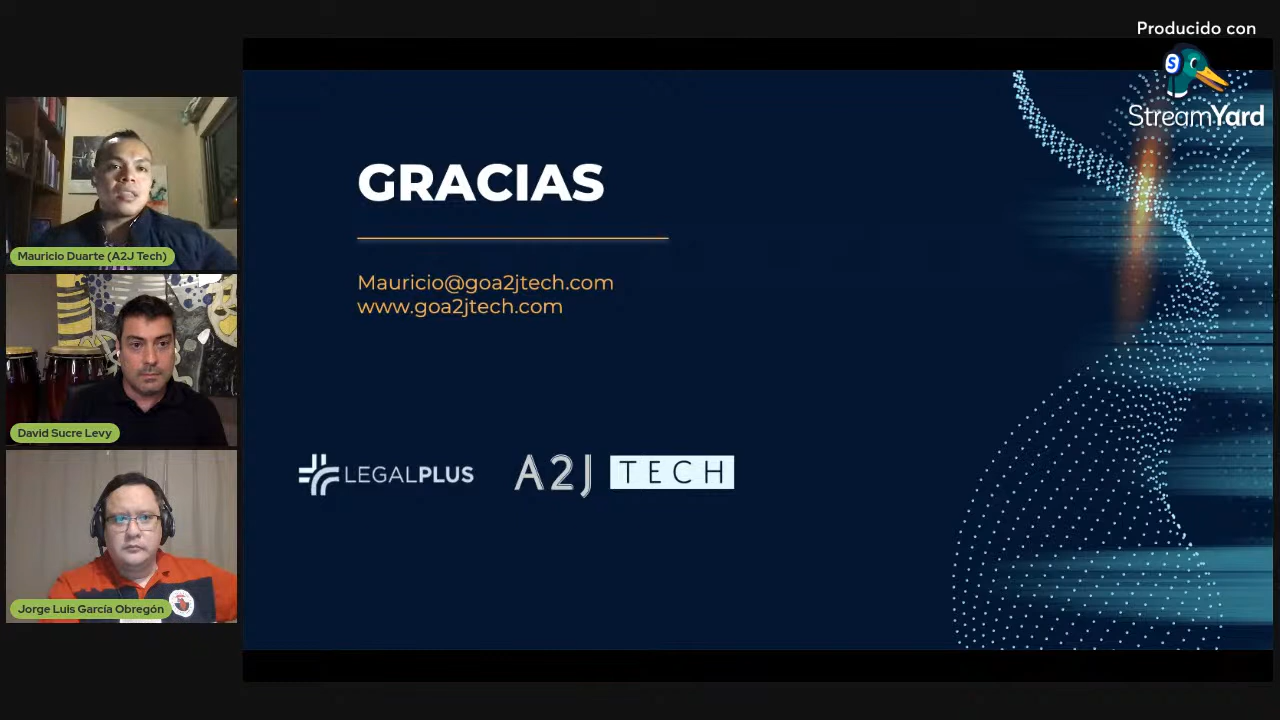 Producido con
StreamYard
GRACIAS
Mauricio@goa2jtech.com
www.goa2jtech.com
LEGALPLUS
A2J TECH
Mauricio Duarte (A2J Tech)
David Sucre Levy
Jorge Luis García Obregón